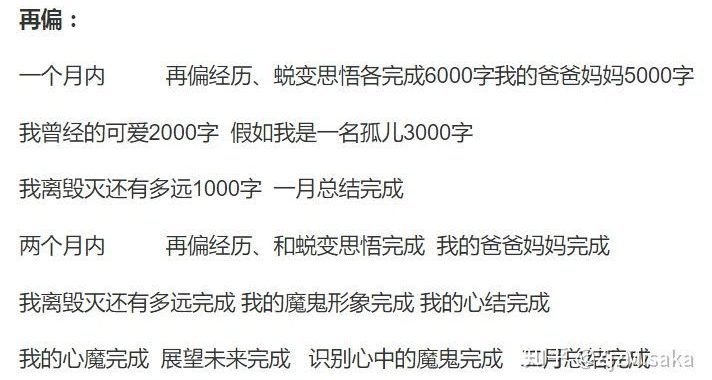 再偏：
一个月内 再偏经历、蜕变思悟各完成6000字我的爸爸妈妈5000字
我曾经的可爱2000字 假如我是一名孤儿3000字
我离毁灭还有多远1000字 一月总结完成
两个月内 再偏经历、和蜕变思悟完成 我的爸爸妈妈完成
我离毁灭还有多远完成 我的魔鬼形象完成 我的心结完成
我的心魔完成 展望未来完成 识别心中的魔鬼完成 月总结完成